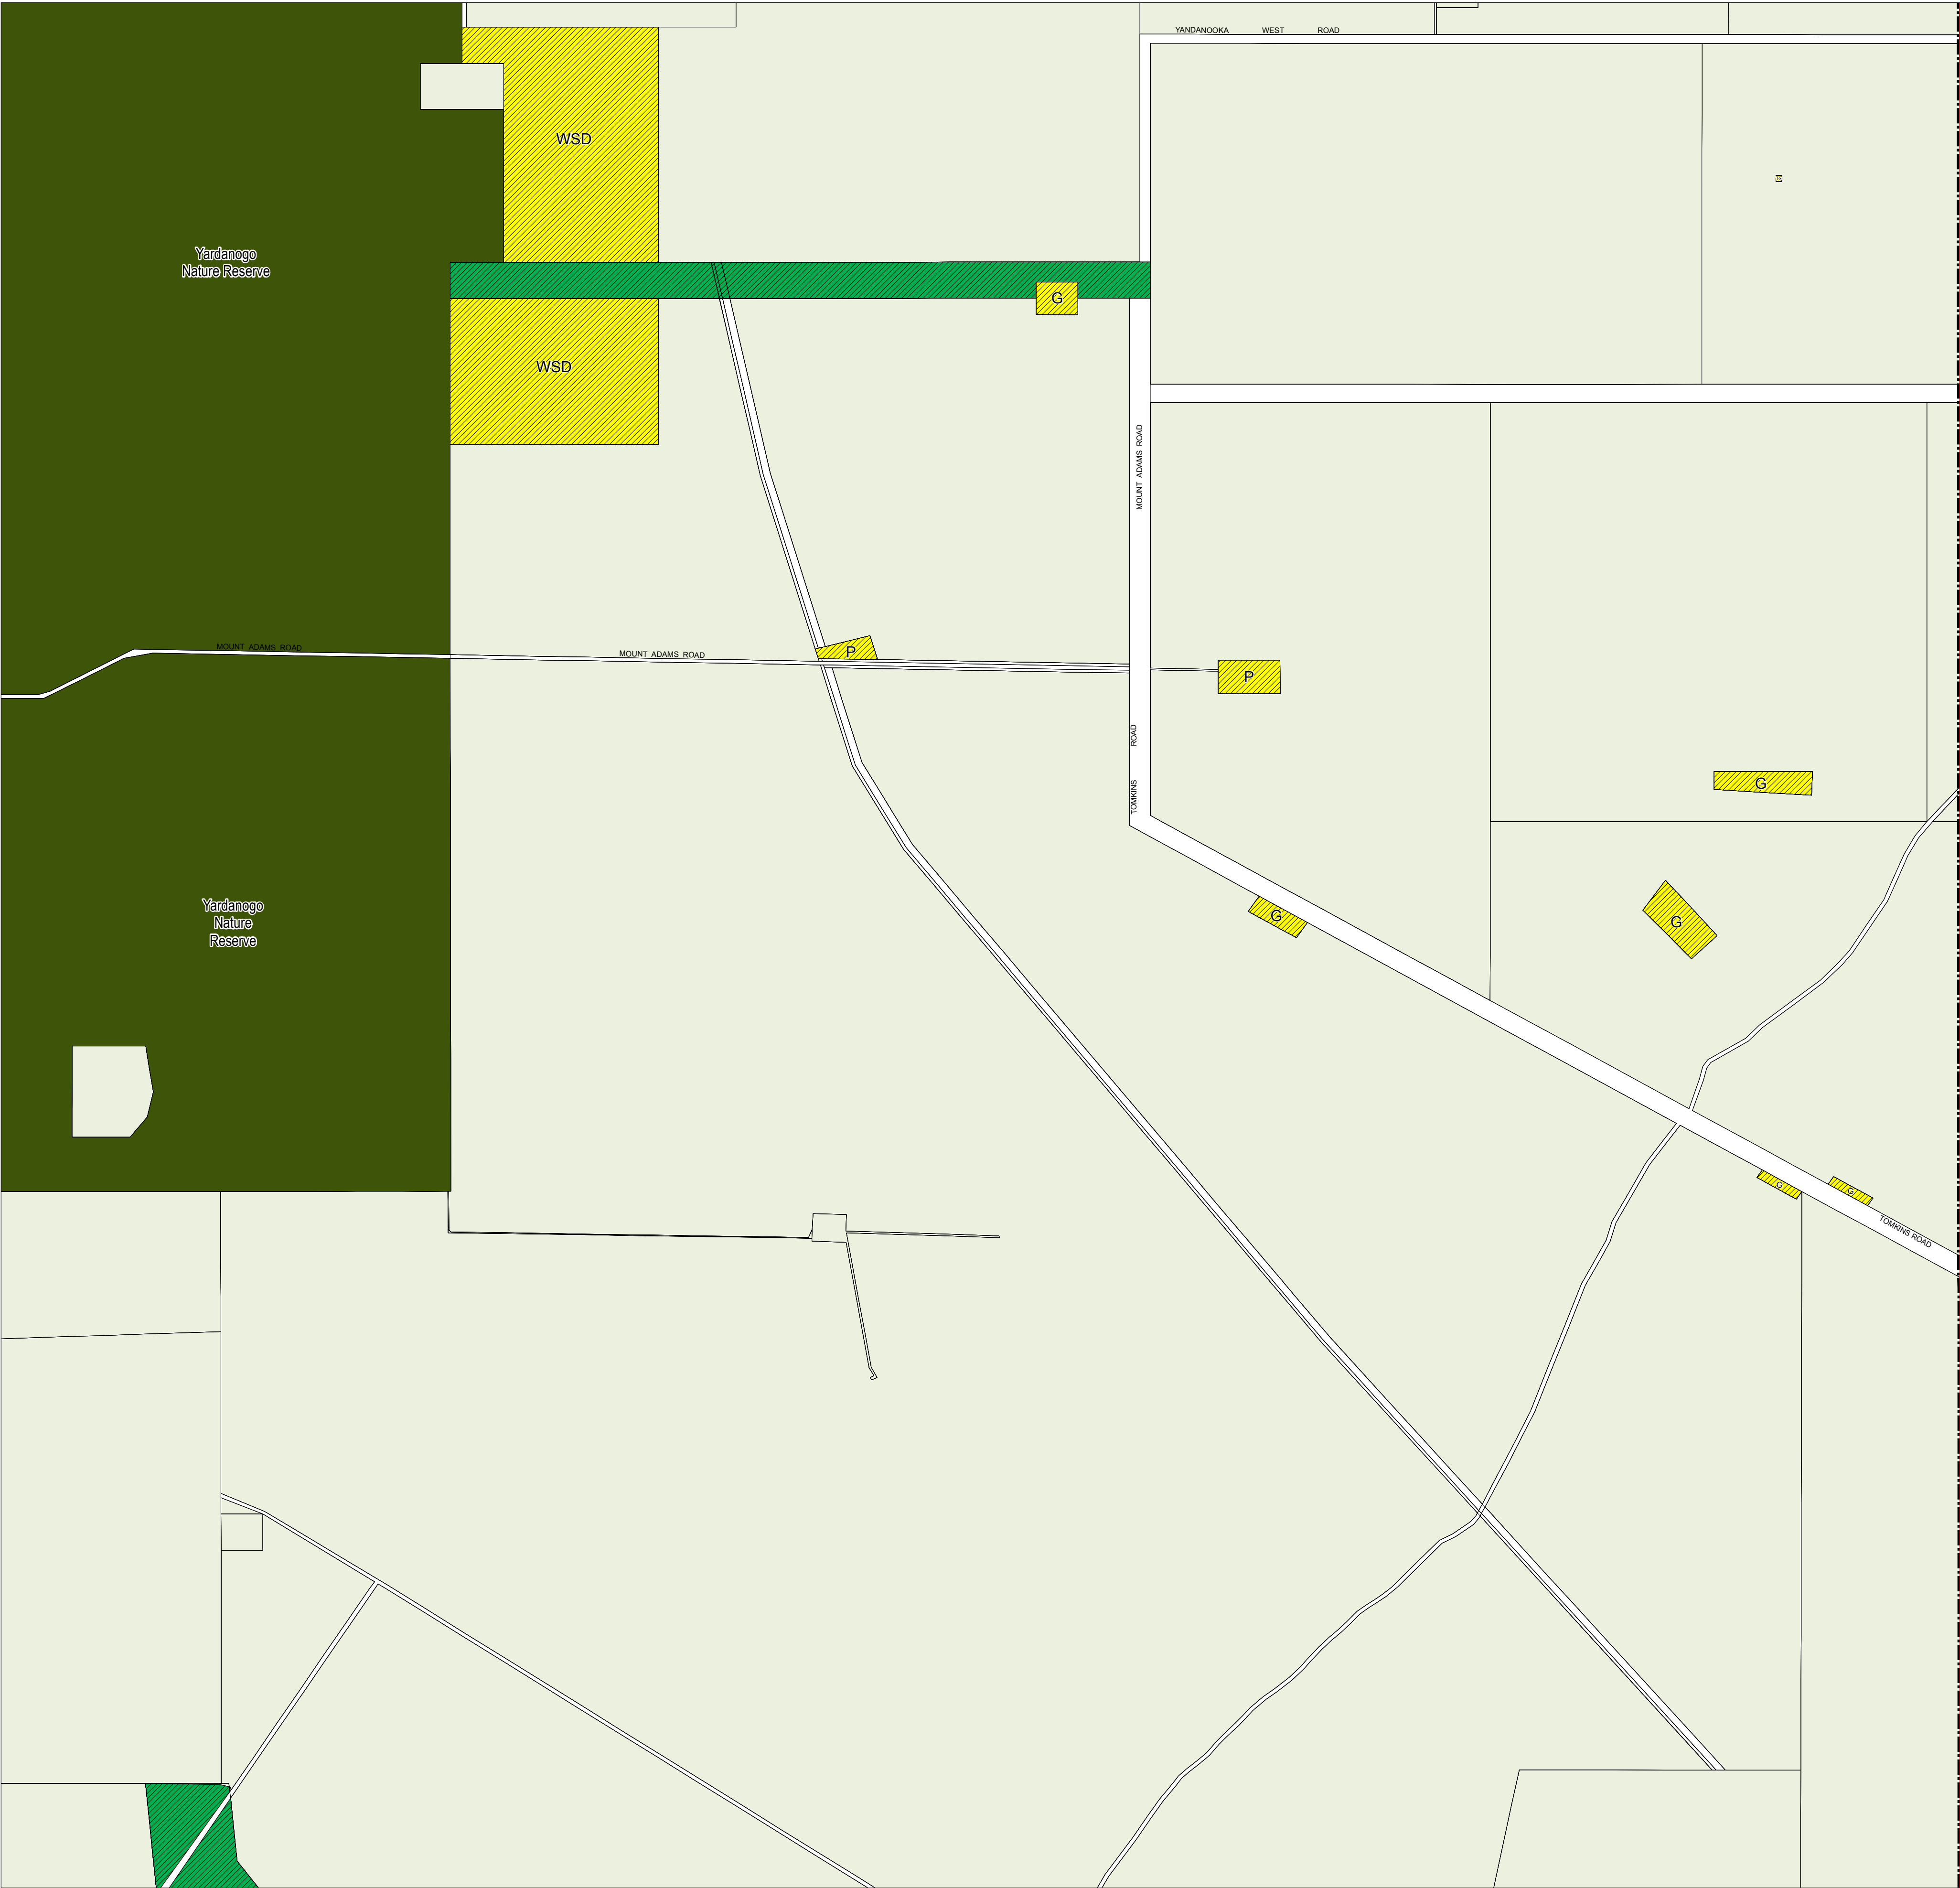 YANDANOOKA WEST ROAD
WSD
Yardanogo
Nature Reserve
G
WSD
MOUNT ADAMS ROAD
MOUNT ADAMS ROAD
MOUNT ADAMS ROAD
P
P
TOMKINS ROAD
G
Yardanogo
Nature
Reserve
G
G
G
G
TOMKINS ROAD